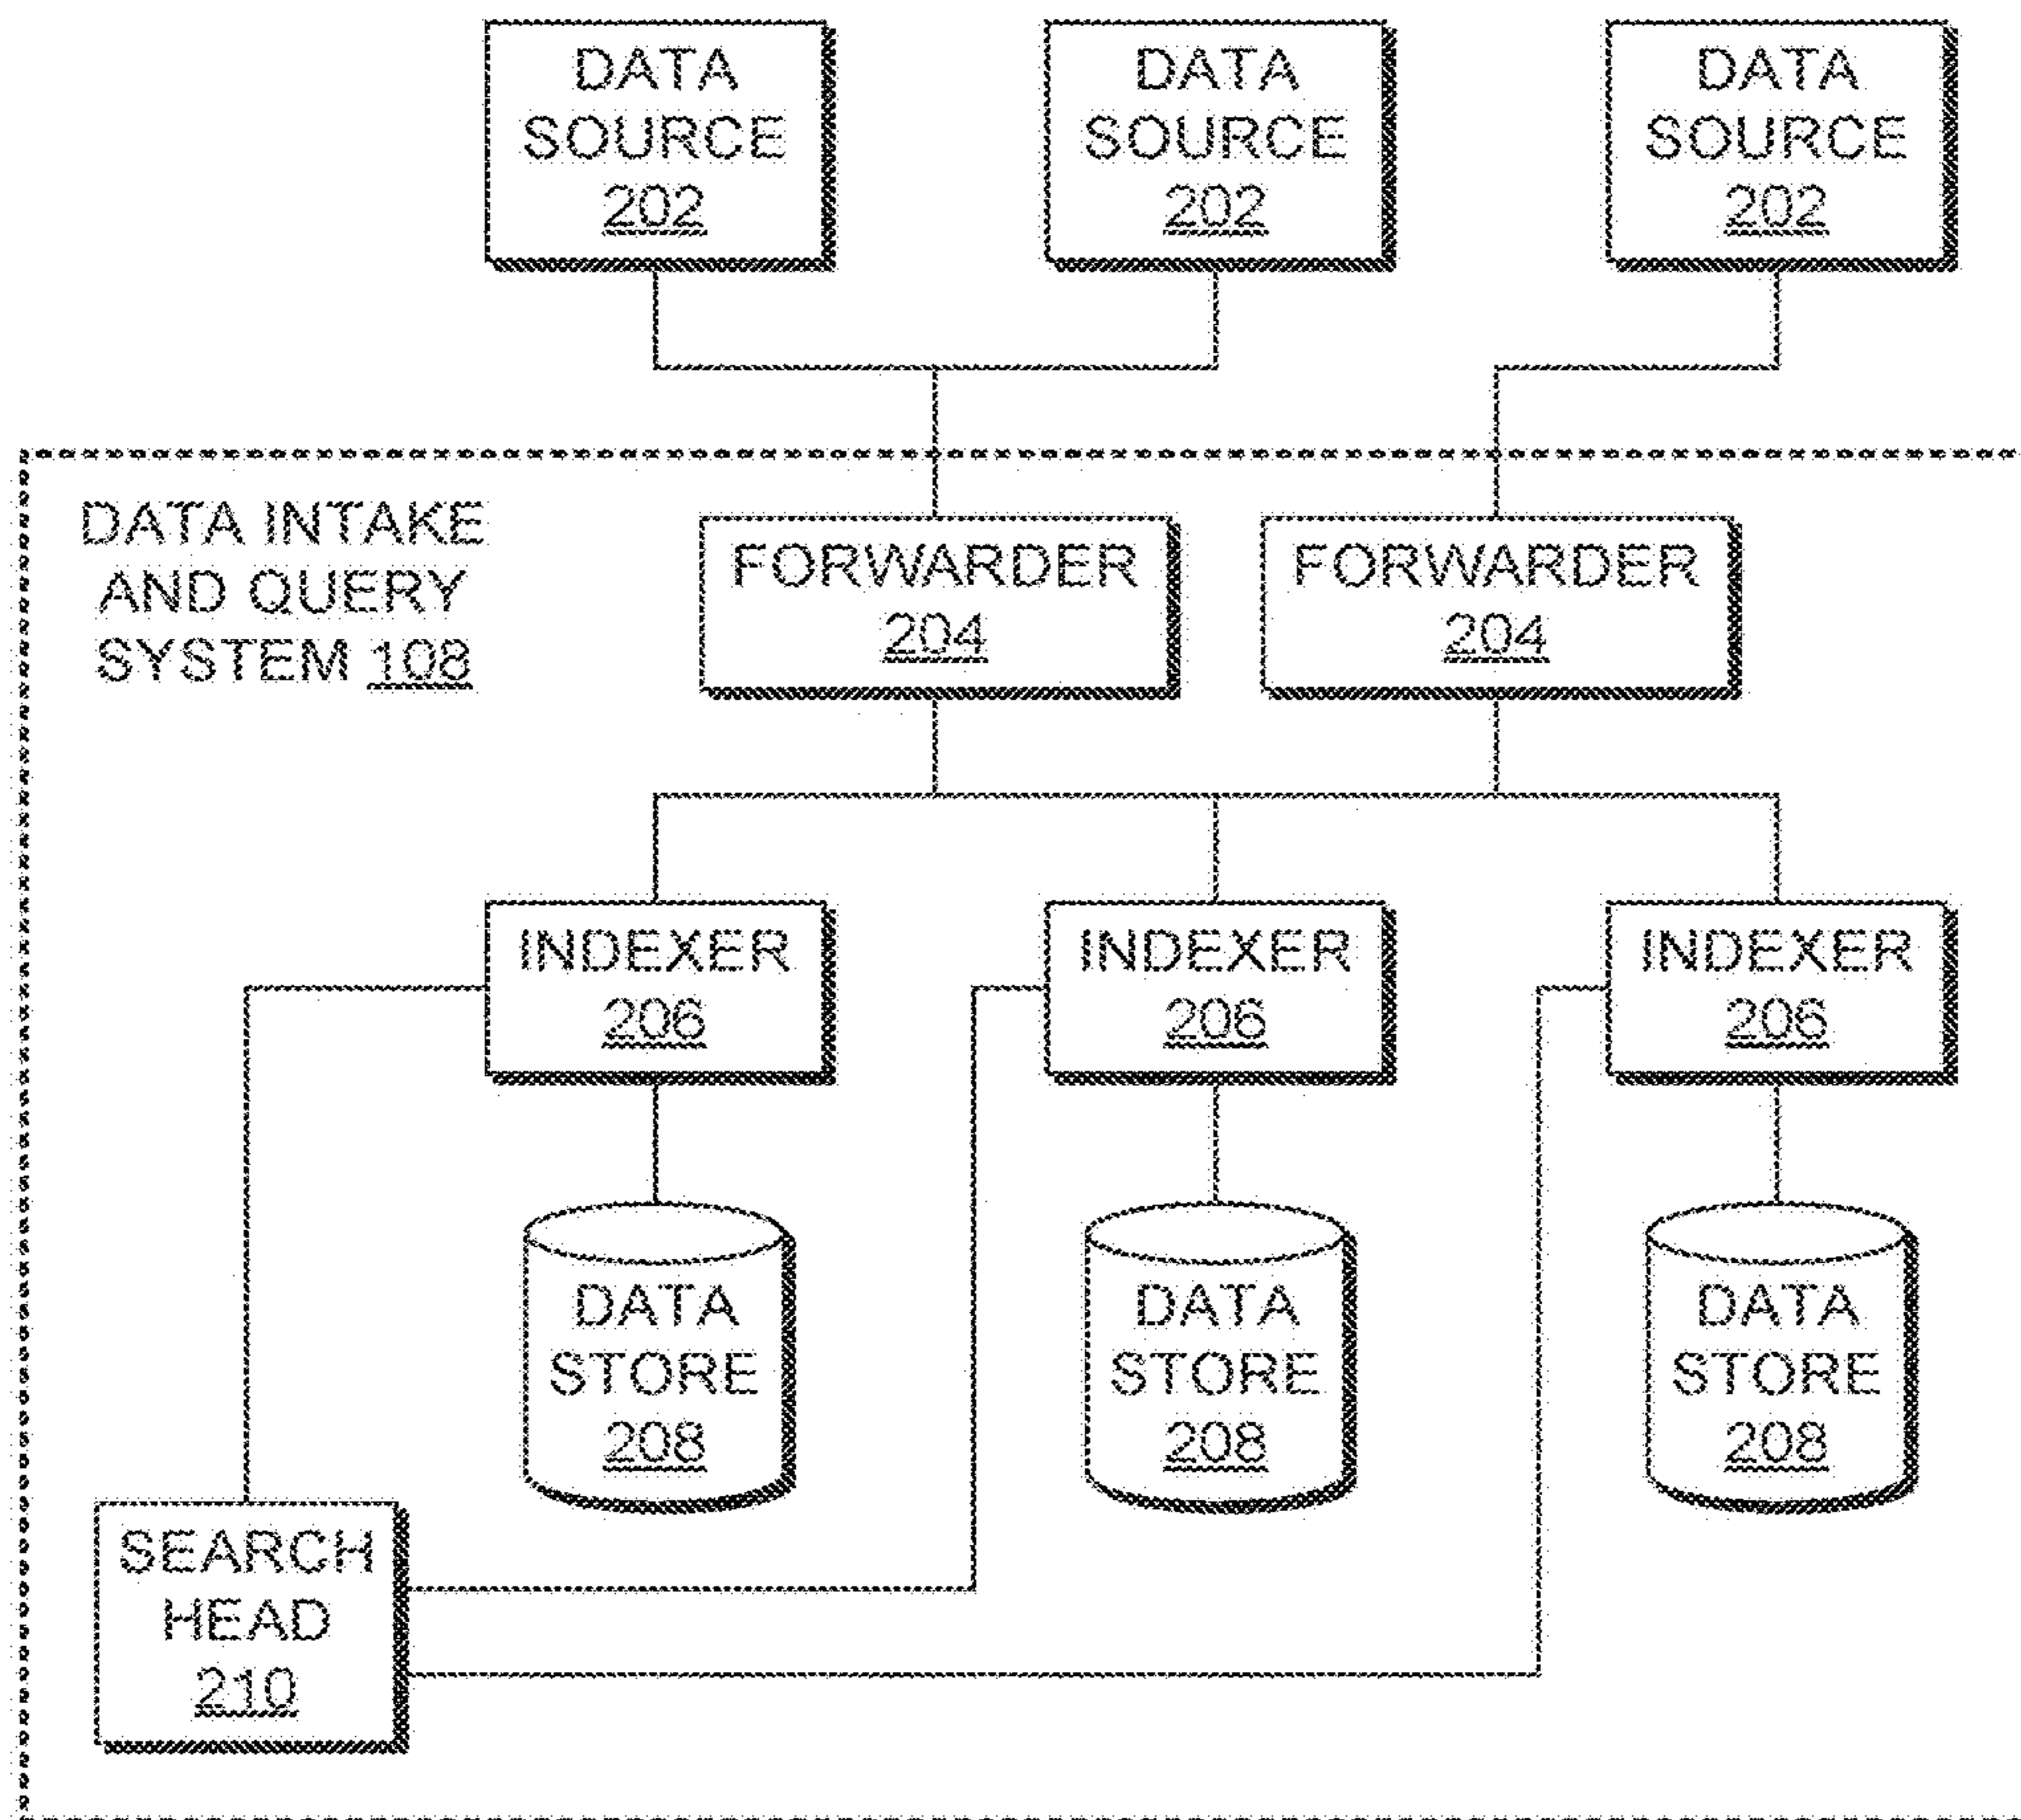 DATA
SOURCE
202
DATA
SOURCE
202
DATA
SOURCE
202
DATA INTAKE
AND QUERY
SYSTEM 108
FORWARDER
204
FORWARDER
204
INDEXER
206
INDEXER
206
INDEXER
206
DATA
STORE
208
DATA
STORE
208
DATA
STORE
208
SEARCH
HEAD
210